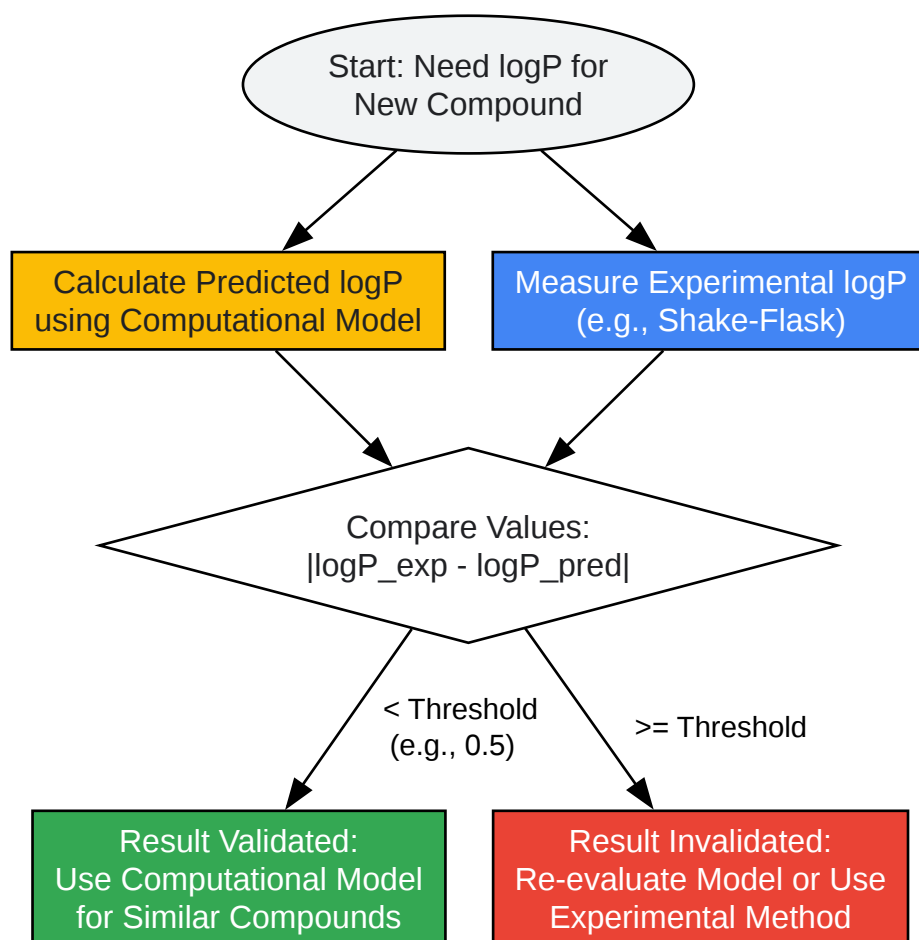 Start: Need logP for
New Compound
Calculate Predicted logP
using Computational Model
Measure Experimental logP
(e.g., Shake-Flask)
Compare Values:
|logP_exp - logP_pred|
< Threshold
(e.g., 0.5)
>= Threshold
Result Validated:
Use Computational Model
for Similar Compounds
Result Invalidated:
Re-evaluate Model or Use
Experimental Method